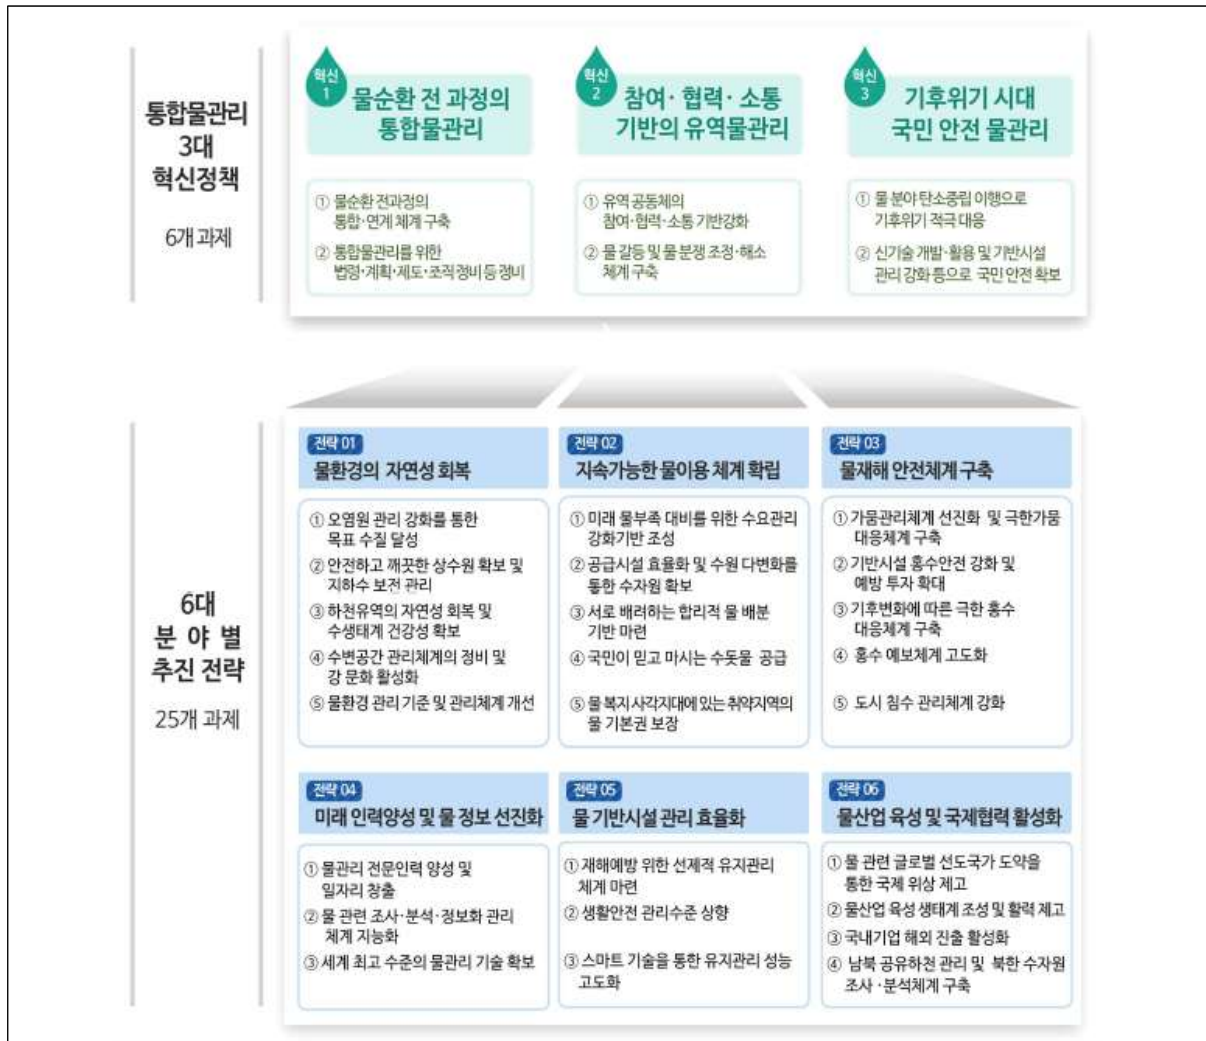 통합물관리
3대
혁신정책
6개 과제
혁신
1
물순환 전 과정의
통합물관리
① 물순환 전과정의
통합·연계 체계 구축
② 통합물관리를 위한
법령·계획·제도·조직정비 등 정비
혁신
2
참여· 협력· 소통
기반의 유역물관리
① 유역 공동체의
참여·협력·소통 기반강화
② 물 갈등 및 물 분쟁 조정·해소
체계 구축
혁신
3
기후위기 시대
국민 안전 물관리
① 물 분야 탄소중립 이행으로
기후위기 적극 대응
② 신기술 개발·활용 및 기반시설
관리 강화 등으로 국민 안전 확보
6대
분 야 별
추진 전략
25개 과제
전략 01
물환경의 자연성 회복
① 오염원 관리 강화를 통한
목표 수질 달성
② 안전하고 깨끗한 상수원 확보 및
지하수 보전 관리
③ 하천유역의 자연성 회복 및
수생태계 건강성 확보
④ 수변공간 관리체계의 정비 및
강 문화 활성화
⑤ 물환경 관리 기준 및 관리체계 개선
전략 02
지속가능한 물이용 체계 확립
① 미래 물부족 대비를 위한 수요관리
강화기반 조성
② 공급시설 효율화 및 수원 다변화를
통한 수자원 확보
③ 서로 배려하는 합리적 물 배분
기반 마련
④ 국민이 믿고 마시는 수돗물 공급
⑤ 물 복지 사각지대에 있는 취약지역의
물 기본권 보장
전략 03
물재해 안전체계 구축
① 가뭄관리체계 선진화 및 극한가뭄
대응체계 구축
② 기반시설 홍수안전 강화 및
예방 투자 확대
③ 기후변화에 따른 극한 홍수
대응체계 구축
④ 홍수 예보체계 고도화
⑤ 도시 침수 관리체계 강화
전략 04
미래 인력양성 및 물 정보 선진화
① 물관리 전문인력 양성 및
일자리 창출
② 물 관련 조사·분석·정보화 관리
체계 지능화
③ 세계 최고 수준의 물관리 기술 확보
전략 05
물 기반시설 관리 효율화
① 재해예방 위한 선제적 유지관리
체계 마련
② 생활안전 관리수준 상향
③ 스마트 기술을 통한 유지관리 성능
고도화
전략 06
물산업 육성 및 국제협력 활성화
① 물 관련 글로벌 선도국가 도약을
통한 국제 위상 제고
② 물산업 육성 생태계 조성 및 활력 제고
③ 국내기업 해외 진출 활성화
④ 남북 공유하천 관리 및 북한 수자원
조사·분석체계 구축